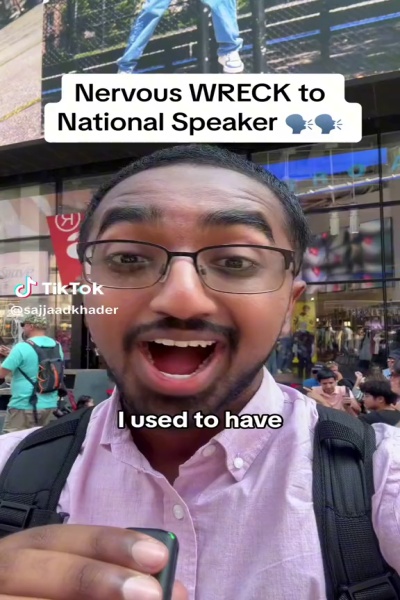 Nervous WRECK to
National Speaker 🗣️🗣️
TikTok
@sajjaadkhader
I used to have